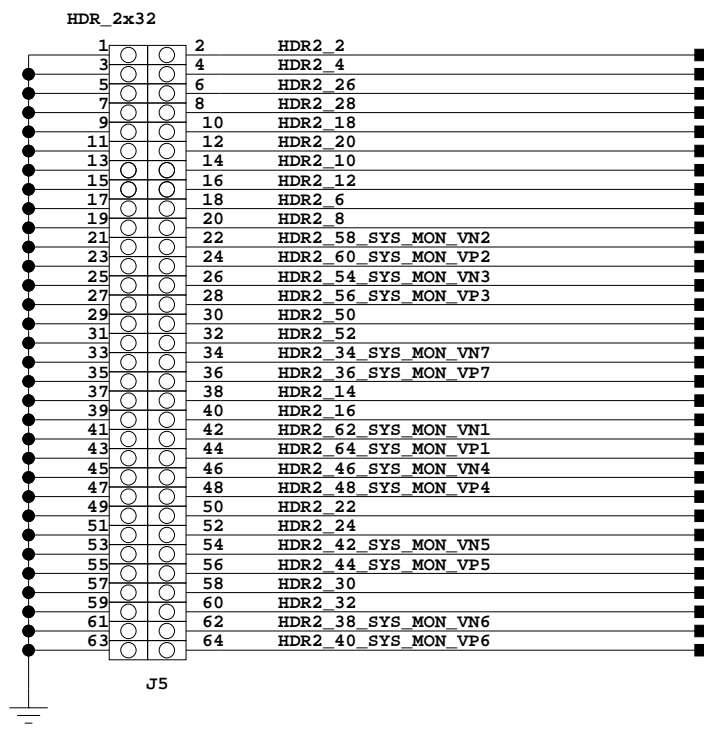 HDR_2x32
1 2 HDR2_2
3 4 HDR2_4
5 6 HDR2_26
7 8 HDR2_28
9 10 HDR2_18
11 12 HDR2_20
13 14 HDR2_10
15 16 HDR2_12
17 18 HDR2_6
19 20 HDR2_8
21 22 HDR2_58_SYS_MON_VN2
23 24 HDR2_60_SYS_MON_VP2
25 26 HDR2_54_SYS_MON_VN3
27 28 HDR2_56_SYS_MON_VP3
29 30 HDR2_50
31 32 HDR2_52
33 34 HDR2_34_SYS_MON_VN7
35 36 HDR2_36_SYS_MON_VP7
37 38 HDR2_14
39 40 HDR2_16
41 42 HDR2_62_SYS_MON_VN1
43 44 HDR2_64_SYS_MON_VP1
45 46 HDR2_46_SYS_MON_VN4
47 48 HDR2_48_SYS_MON_VP4
49 50 HDR2_22
51 52 HDR2_24
53 54 HDR2_42_SYS_MON_VN5
55 56 HDR2_44_SYS_MON_VP5
57 58 HDR2_30
59 60 HDR2_32
61 62 HDR2_38_SYS_MON_VN6
63 64 HDR2_40_SYS_MON_VP6
J5